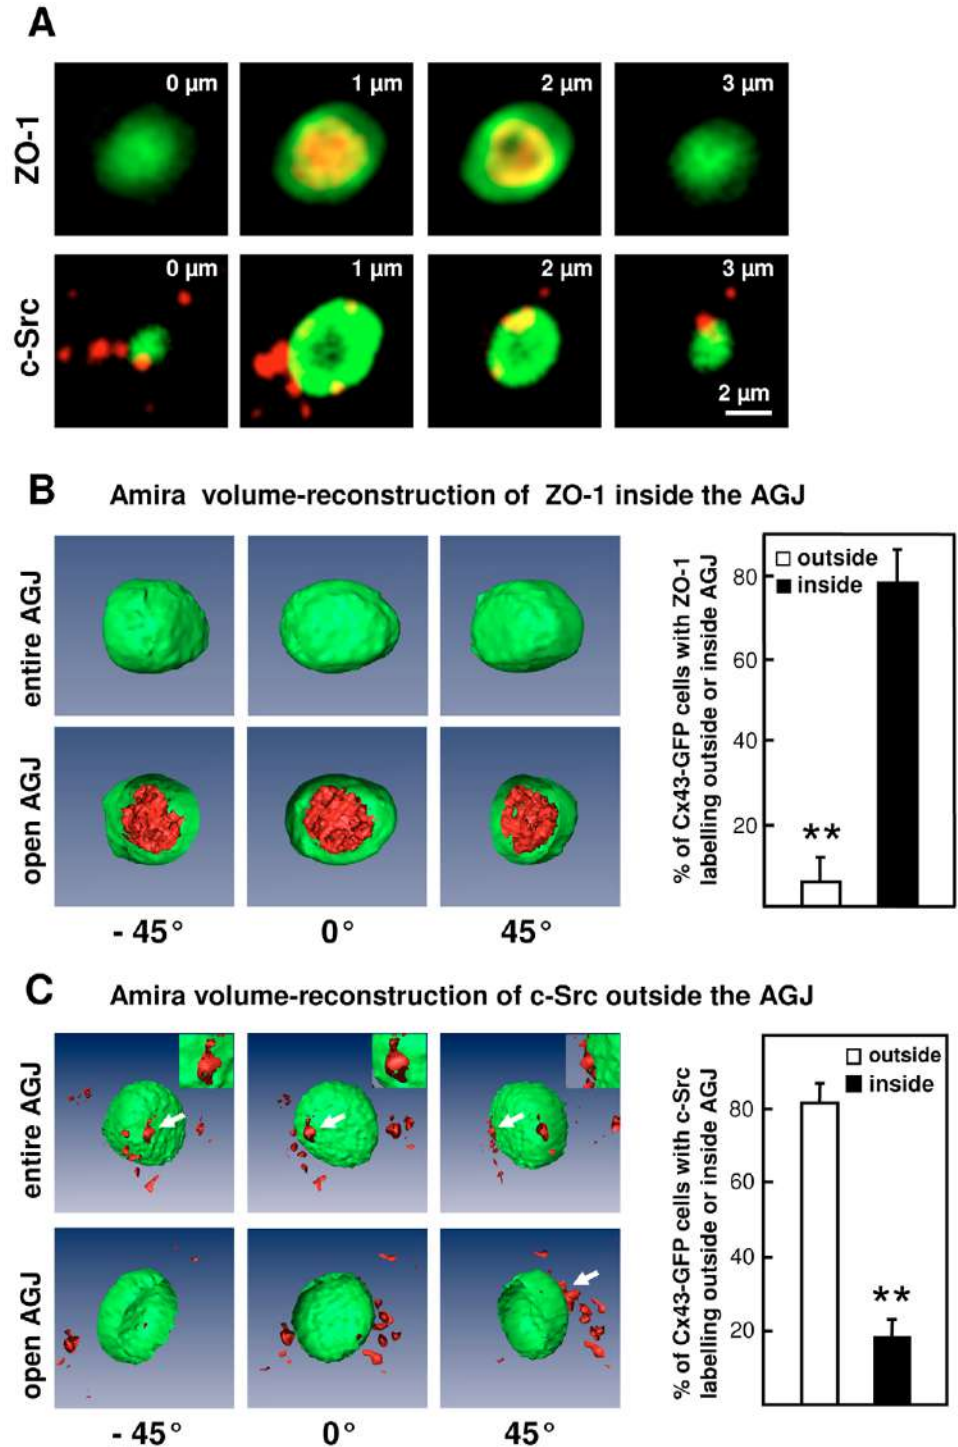 A
ZO-1
0 µm
1 µm
2 µm
3 µm
c-Src
0 µm
1 µm
2 µm
3 µm
2 µm
B
Amira volume-reconstruction of ZO-1 inside the AGJ
entire AGJ
open AGJ
- 45°
0°
45°
% of Cx43-GFP cells with ZO-1
labelling outside or inside AGJ
outside
inside
80
60
40
20
**
C
Amira volume-reconstruction of c-Src outside the AGJ
entire AGJ
open AGJ
- 45°
0°
45°
% of Cx43-GFP cells with c-Src
labelling outside or inside AGJ
outside
inside
80
60
40
20
**